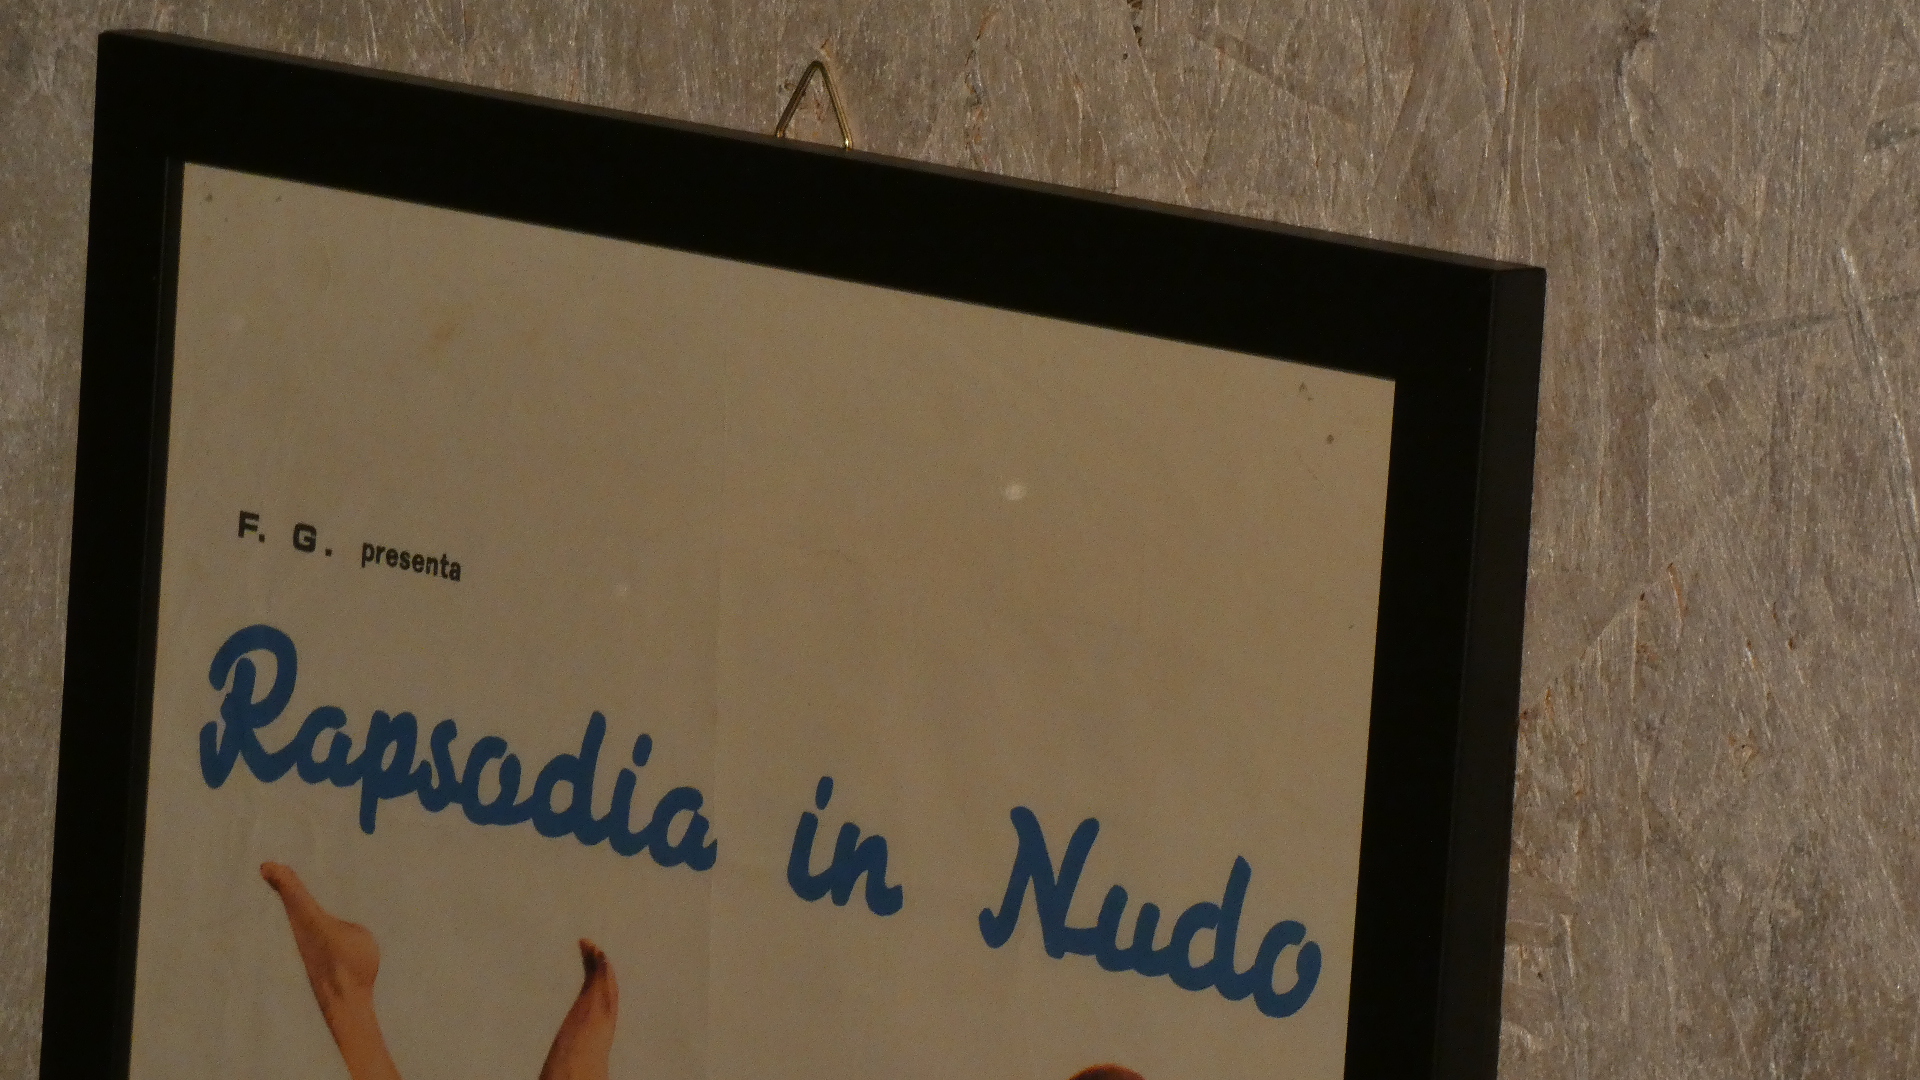 F. G. presenta
Rapsodia in Nudo